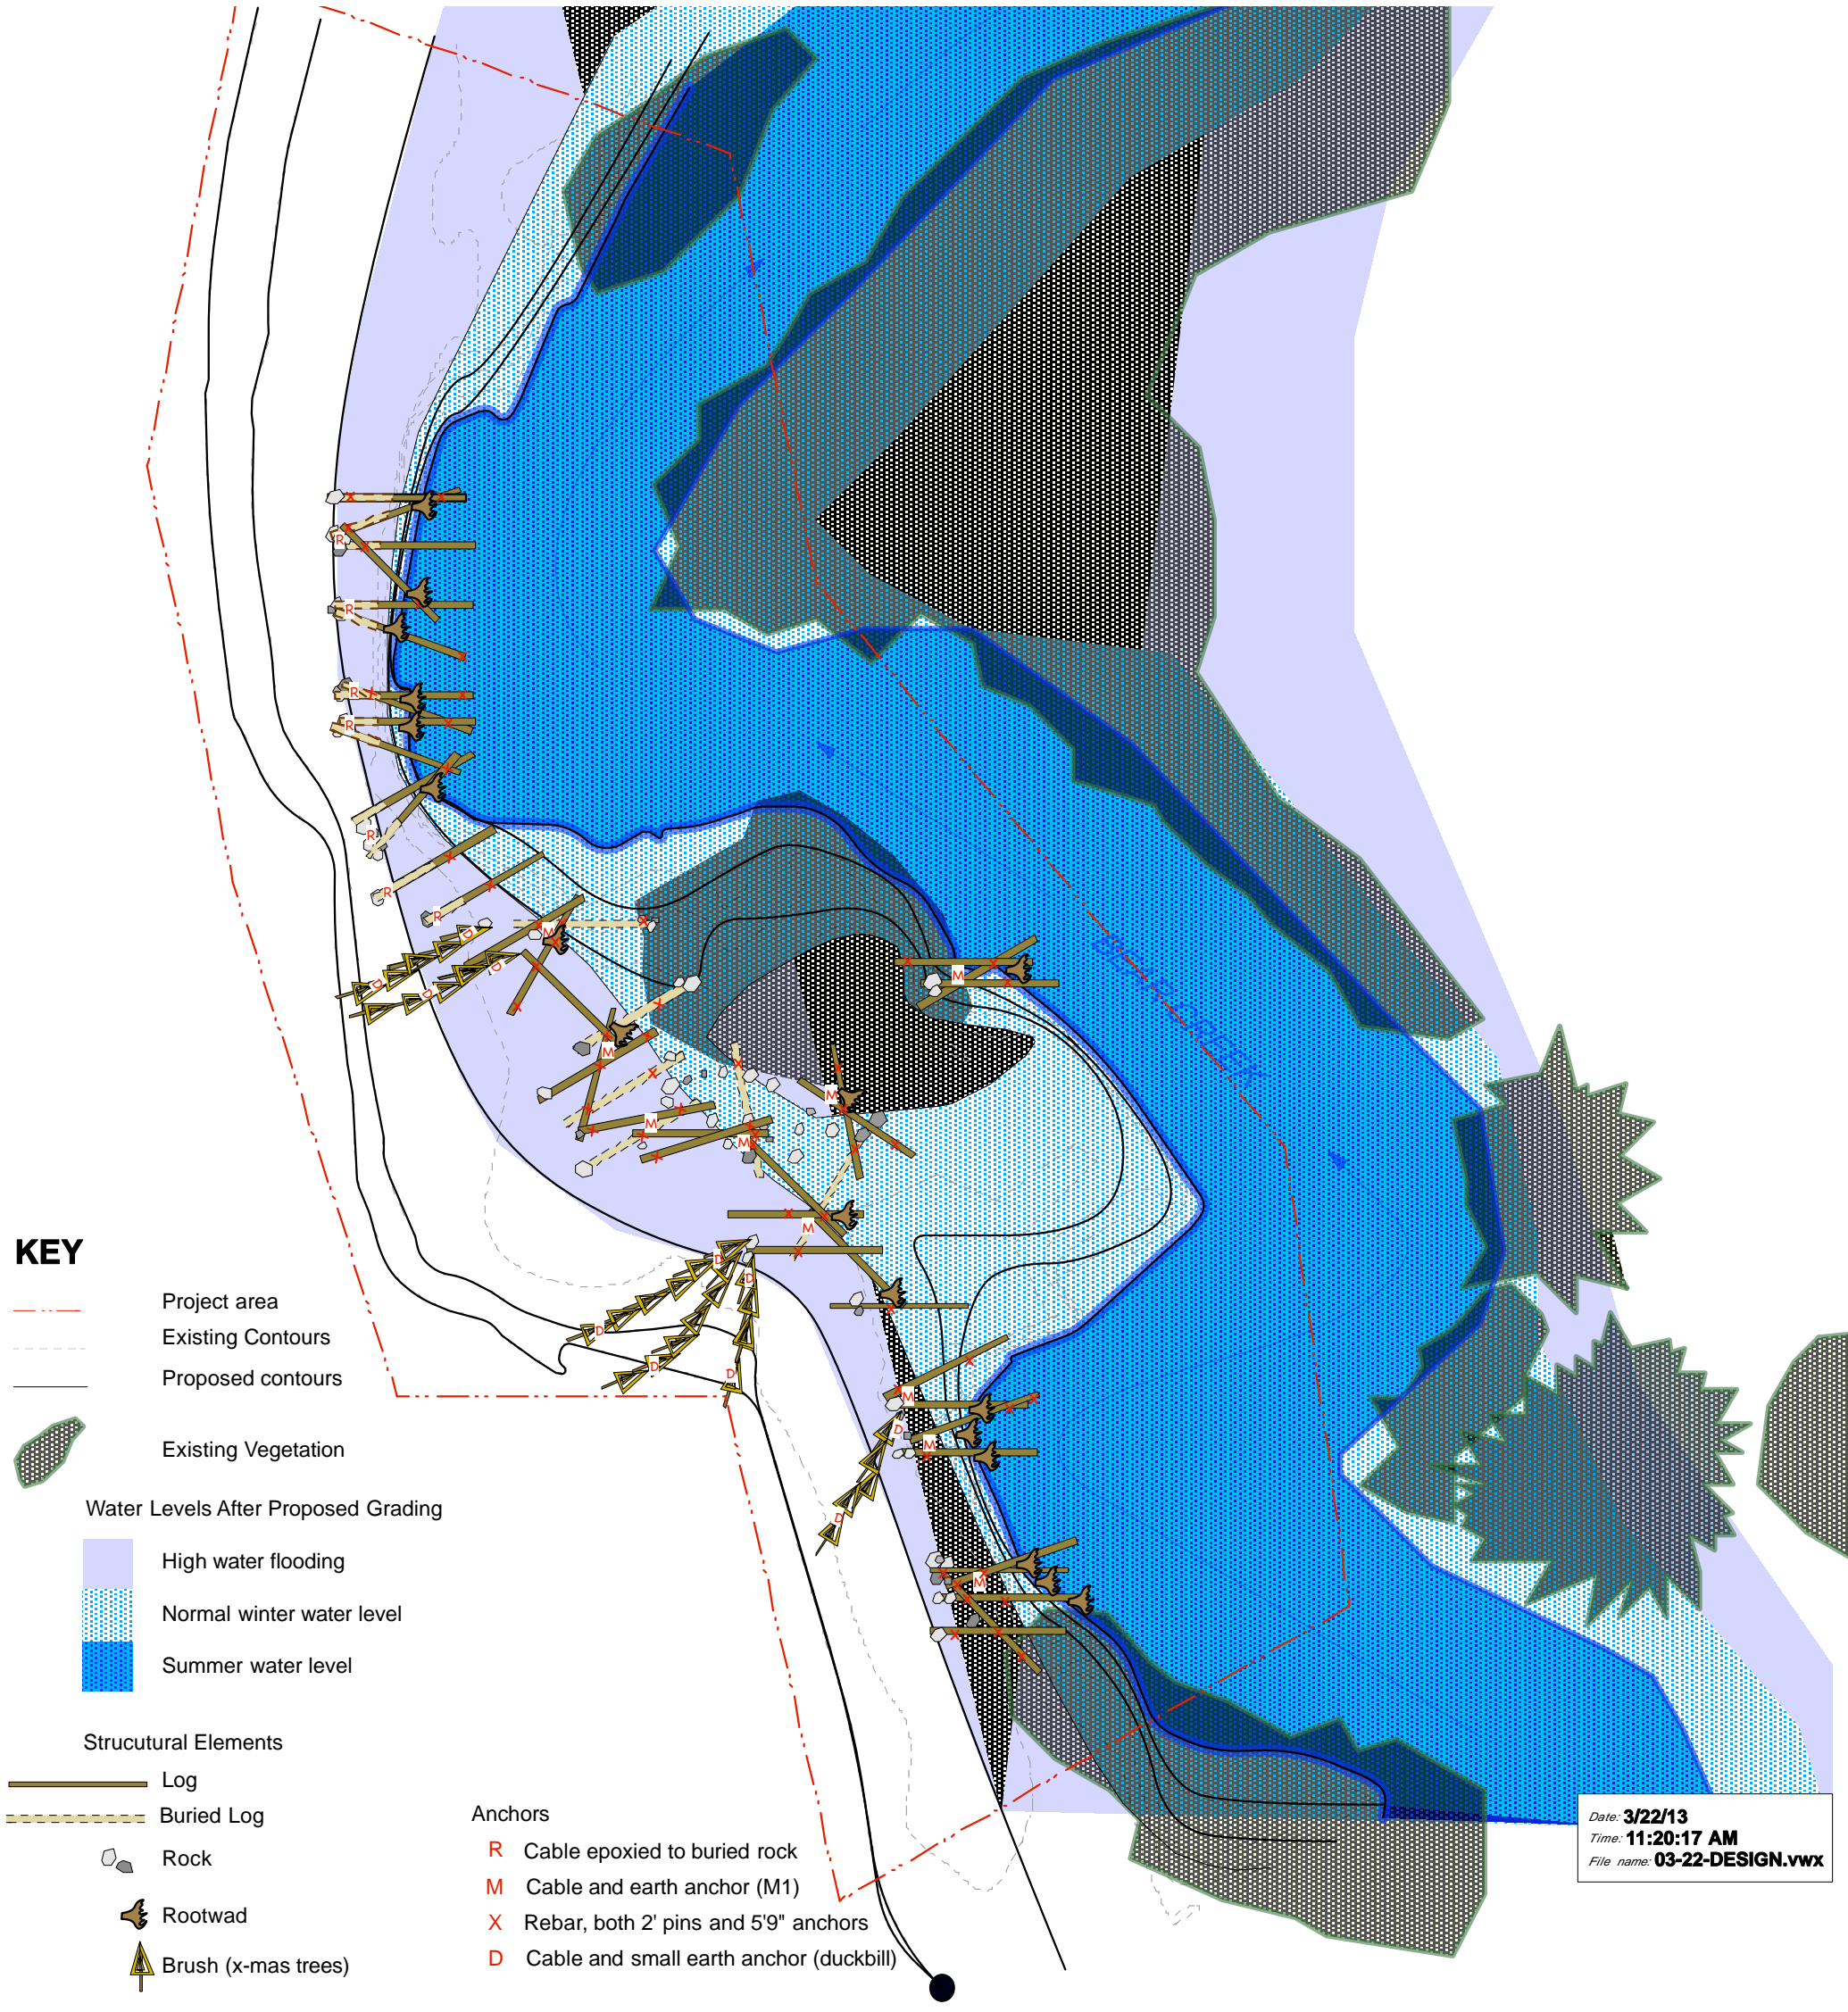 KEY
Project area
Existing Contours
Proposed contours
Existing Vegetation
Water Levels After Proposed Grading
High water flooding
Normal winter water level
Summer water level
Strucutural Elements
Log
Buried Log
Rock
Rootwad
Brush (x-mas trees)
Anchors
R Cable epoxied to buried rock
M Cable and earth anchor (M1)
X Rebar, both 2' pins and 5'9" anchors
D Cable and small earth anchor (duckbill)
Date: 3/22/13
Time: 11:20:17 AM
File name: 03-22-DESIGN.vwx
R
R
R
R
R
R
R
D
D
D
D
M
M
M
M
M
M
M
D
D
D
D
D
M
D
M
D
M